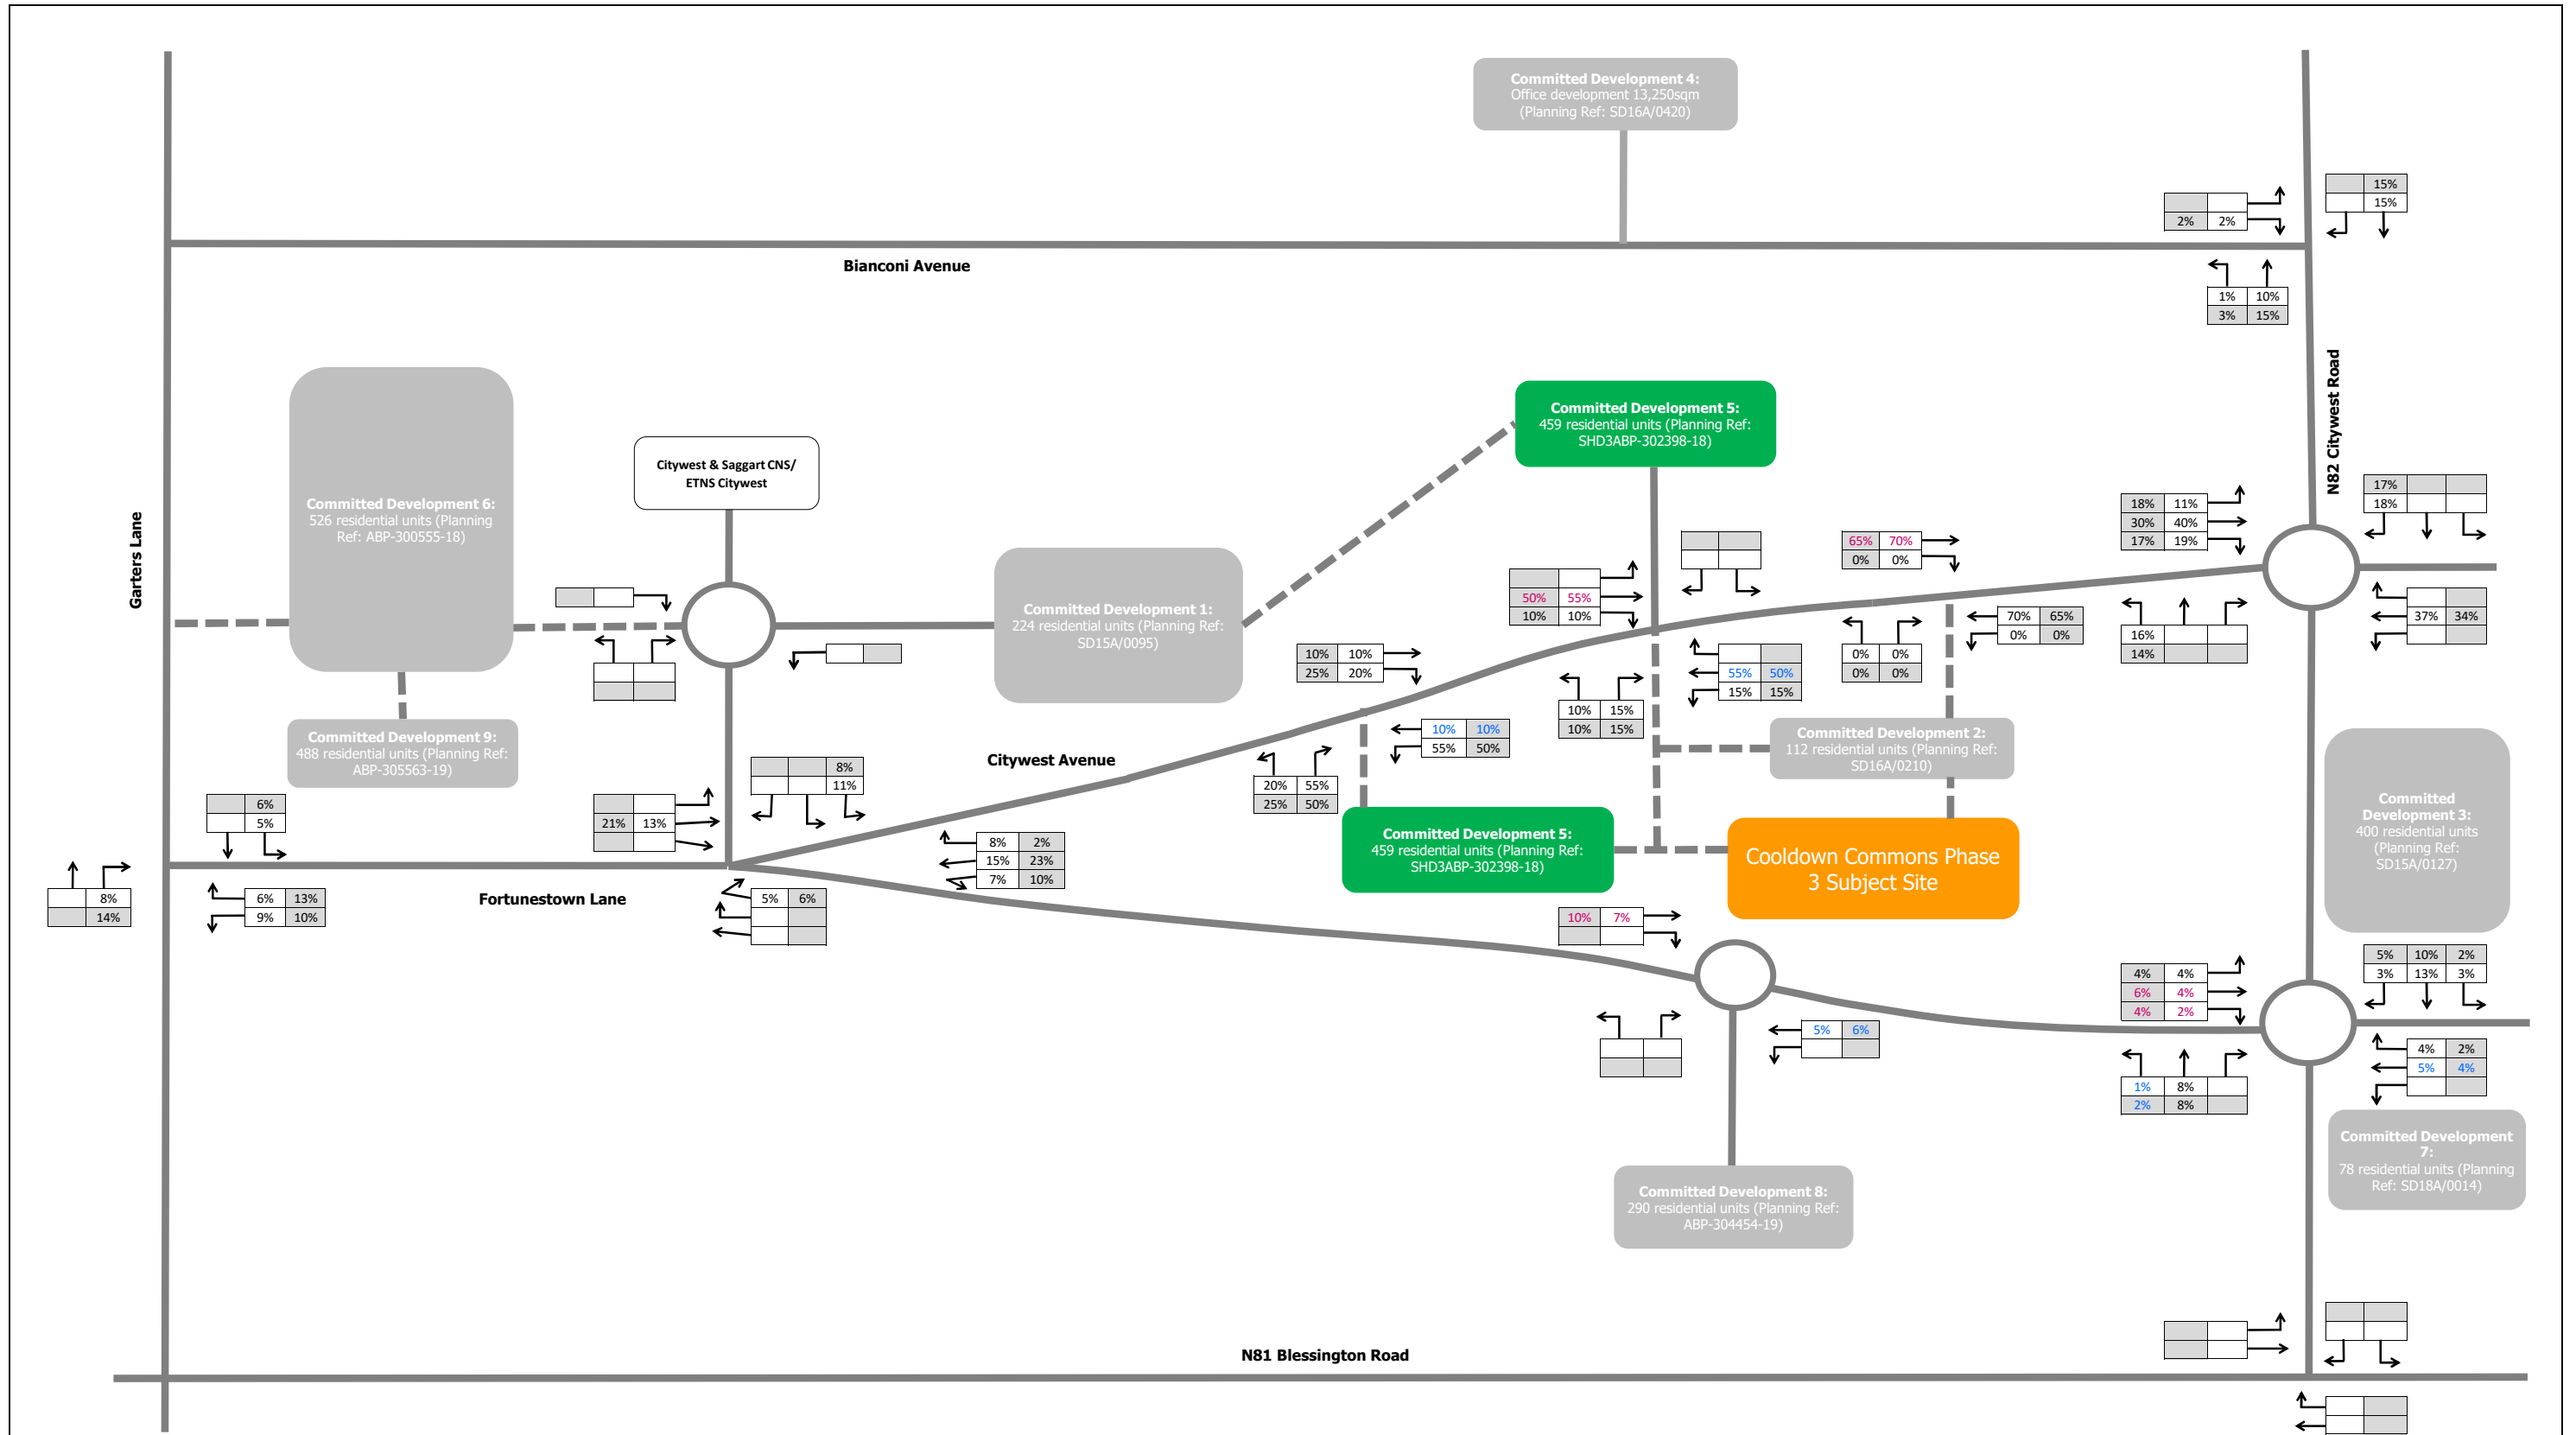 Committed Development 4:
Office development 13,250sqm
(Planning Ref: SD16A/0420)
15%
15%
2% 2%
Bianconi Avenue
1% 10%
3% 15%
N82 Citywest Road
Committed Development 5:
459 residential units (Planning Ref:
SHD3ABP-302398-18)
Citywest & Saggart CNS/
ETNS Citywest
Committed Development 6:
526 residential units (Planning
Ref: ABP-300555-18)
Garters Lane
17%
18%
18% 11%
30% 40%
17% 19%
65% 70%
0% 0%
50% 55%
10% 10%
Committed Development 1:
224 residential units (Planning Ref:
SD15A/0095)
37% 34%
70% 65%
0% 0%
16%
14%
0% 0%
0% 0%
10% 10%
25% 20%
55% 50%
15% 15%
10% 15%
10% 15%
10% 10%
55% 50%
Committed Development 2:
112 residential units (Planning Ref:
SD16A/0210)
Committed Development 9:
488 residential units (Planning Ref:
ABP-305563-19)
Citywest Avenue
8%
11%
20% 55%
25% 50%
Committed
Development 3:
400 residential units
(Planning Ref:
SD15A/0127)
6%
5%
21% 13%
Committed Development 5:
459 residential units (Planning Ref:
SHD3ABP-302398-18)
Cooldown Commons Phase
3 Subject Site
8% 2%
15% 23%
7% 10%
8%
14%
6% 13%
9% 10%
Fortunestown Lane
5% 6%
10% 7%
5% 10% 2%
3% 13% 3%
4% 4%
6% 4%
4% 2%
5% 6%
4% 2%
5% 4%
1% 8%
2% 8%
Committed Development
7:
78 residential units (Planning
Ref: SD18A/0014)
Committed Development 8:
290 residential units (Planning Ref:
ABP-304454-19)
N81 Blessington Road